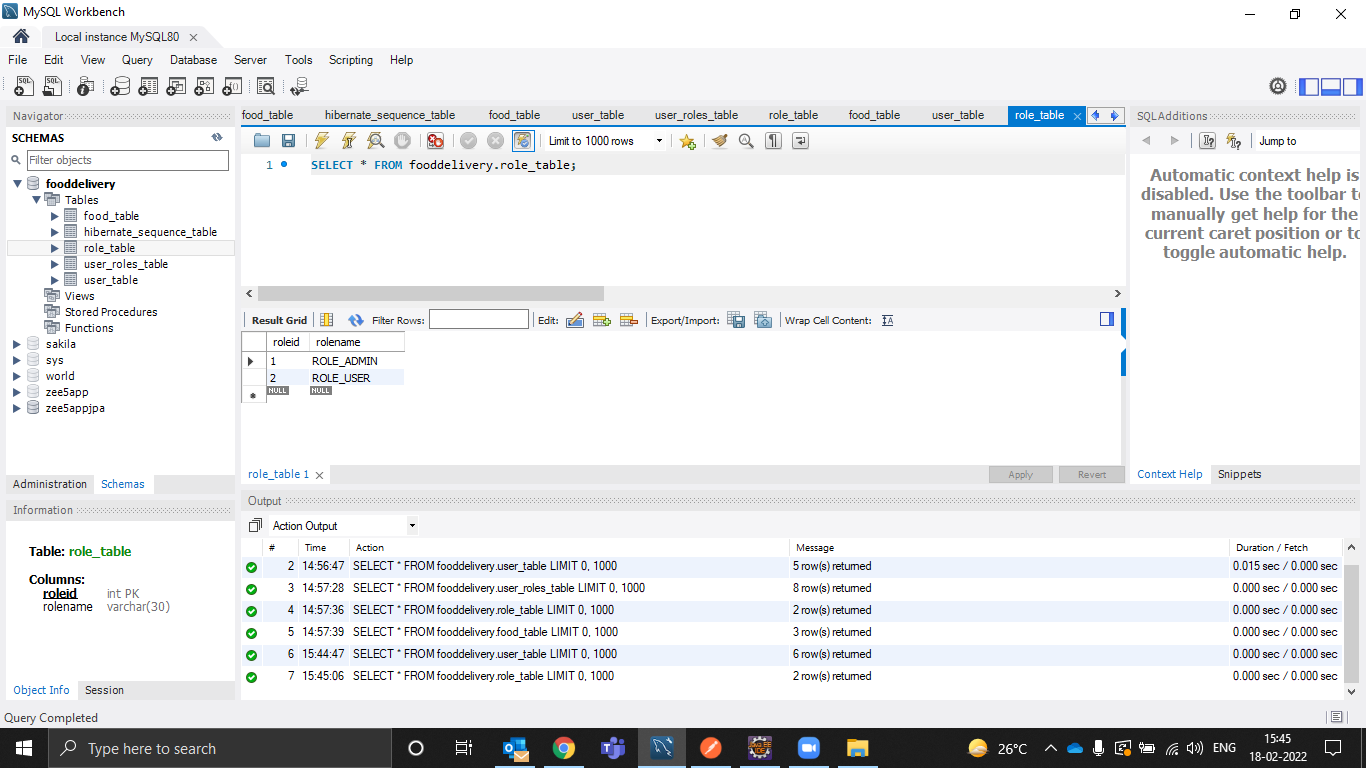 MySQL Workbench
Local instance MySQL80
File Edit View Query Database Server Tools Scripting Help
Navigator
SCHEMAS
Filter objects
fooddelivery
Tables
food_table
hibernate_sequence_table
role_table
user_roles_table
user_table
Views
Stored Procedures
Functions
sakila
sys
world
zee5app
zee5appjpa
Administration Schemas
Information
Table: role_table
Columns:
roleid int PK
rolename varchar(30)
Object Info Session
food_table hibernate_sequence_table food_table user_table user_roles_table role_table food_table user_table role_table
Limit to 1000 rows
1 SELECT * FROM fooddelivery.role_table;
Result Grid Filter Rows: Edit: Export/Import: Wrap Cell Content:
roleid rolename
1 ROLE_ADMIN
2 ROLE_USER
NULL NULL
role_table 1 Apply Revert
SQLAdditions
Jump to
Automatic context help is
disabled. Use the toolbar to
manually get help for the
current caret position or to
toggle automatic help.
Context Help Snippets
Output
Action Output
# Time Action Message Duration / Fetch
2 14:56:47 SELECT * FROM fooddelivery.user_table LIMIT 0, 1000 5 row(s) returned 0.015 sec / 0.000 sec
3 14:57:28 SELECT * FROM fooddelivery.user_roles_table LIMIT 0, 1000 8 row(s) returned 0.000 sec / 0.000 sec
4 14:57:36 SELECT * FROM fooddelivery.role_table LIMIT 0, 1000 2 row(s) returned 0.000 sec / 0.000 sec
5 14:57:39 SELECT * FROM fooddelivery.food_table LIMIT 0, 1000 3 row(s) returned 0.000 sec / 0.000 sec
6 15:44:47 SELECT * FROM fooddelivery.user_table LIMIT 0, 1000 6 row(s) returned 0.000 sec / 0.000 sec
7 15:45:06 SELECT * FROM fooddelivery.role_table LIMIT 0, 1000 2 row(s) returned 0.000 sec / 0.000 sec
Query Completed
Type here to search
26°C
ENG
15:45
18-02-2022